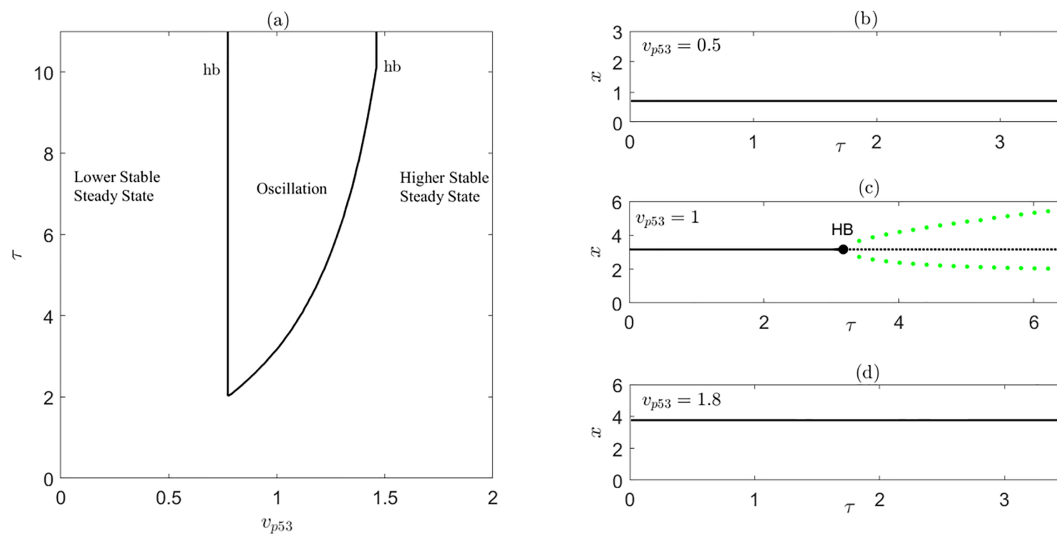 (a)
10
8
6
4
2
0
τ
hb
hb
Lower Stable
Steady State
Oscillation
Higher Stable
Steady State
0 0.5 1 1.5 2
v_{p53}
(b)
v_{p53} = 0.5
3
2
1
0
x
0 1 2 3
τ
(c)
v_{p53} = 1
HB
6
4
2
0
x
0 2 4 6
τ
(d)
v_{p53} = 1.8
6
4
2
0
x
0 1 2 3
τ